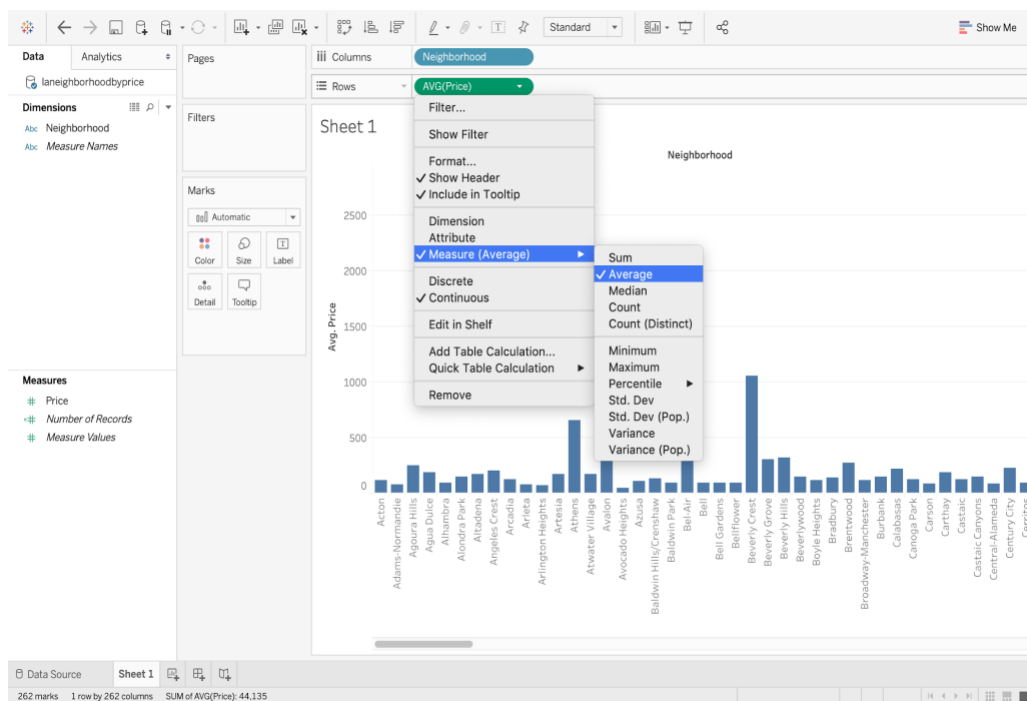 Standard
Show Me
Data
Analytics
Pages
Columns
Neighborhood
laneighborhoodbyprice
Rows
AVG(Price)
Dimensions
Abc Neighborhood
Abc Measure Names
Filters
Marks
Automatic
Color
Size
T
Label
Detail
Tooltip
Measures
# Price
# Number of Records
# Measure Values
Sheet 1
Neighborhood
Filter...
Show Filter
Format...
✓ Show Header
✓ Include in Tooltip
Dimension
Attribute
✓ Measure (Average)
Discrete
✓ Continuous
Edit in Shelf
Add Table Calculation...
Quick Table Calculation
Remove
Sum
✓ Average
Median
Count
Count (Distinct)
Minimum
Maximum
Percentile
Std. Dev
Std. Dev (Pop.)
Variance
Variance (Pop.)
Avg. Price
2500
2000
1500
1000
500
0
Acton
Adams-Normandie
Agoura Hills
Agua Dulce
Alhambra
Alondra Park
Altadena
Angeles Crest
Arcadia
Arleta
Arlington Heights
Artesia
Athens
Atwater Village
Avalon
Avocado Heights
Azusa
Baldwin Hills/Crenshaw
Baldwin Park
Bel-Air
Bell
Bell Gardens
Bellflower
Beverly Crest
Beverly Grove
Beverly Hills
Beverlywood
Boyle Heights
Bradbury
Brentwood
Broadway-Manchester
Burbank
Calabasas
Canoga Park
Carson
Carthay
Castaic
Castaic Canyons
Central-Alameda
Century City
Cerritos
Data Source
Sheet 1
262 marks 1 row by 262 columns SUM of AVG(Price): 44,135